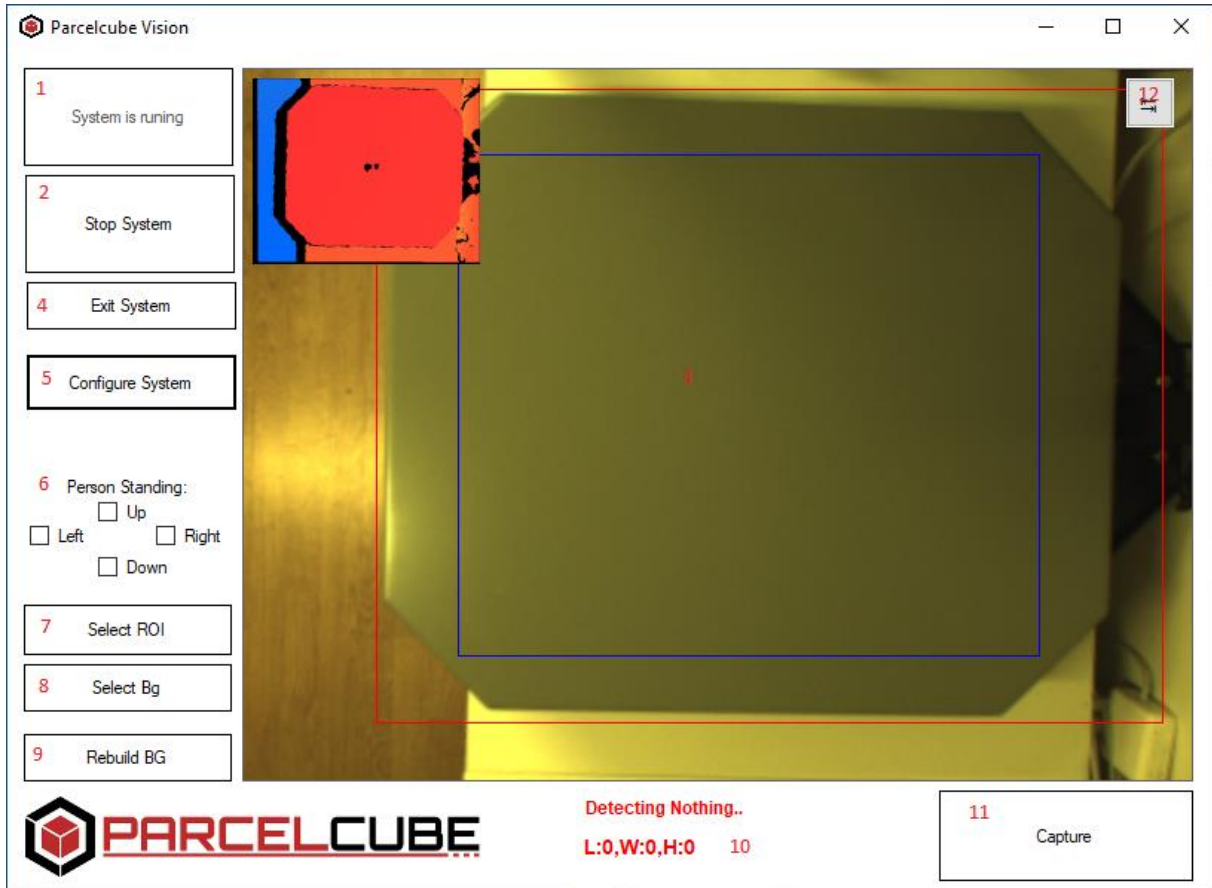 Parcelcube Vision
1
System is runing
2
Stop System
4
Exit System
5
Configure System
6
Person Standing:
Up
Left
Right
Down
7
Select ROI
8
Select Bg
9
Rebuild BG
12
PARCELCUBE
Detecting Nothing..
L:0,W:0,H:0
10
11
Capture